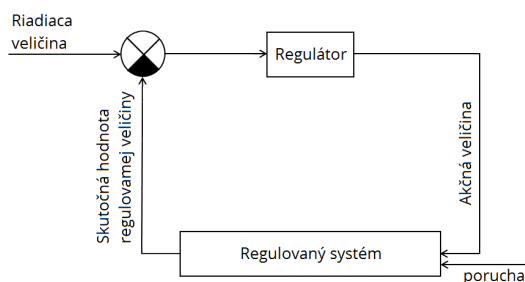 Riadiaca
veličina
Regulátor
Skutočná hodnota
regulovamej veličiny
Akčná veličina
Regulovaný systém
porucha